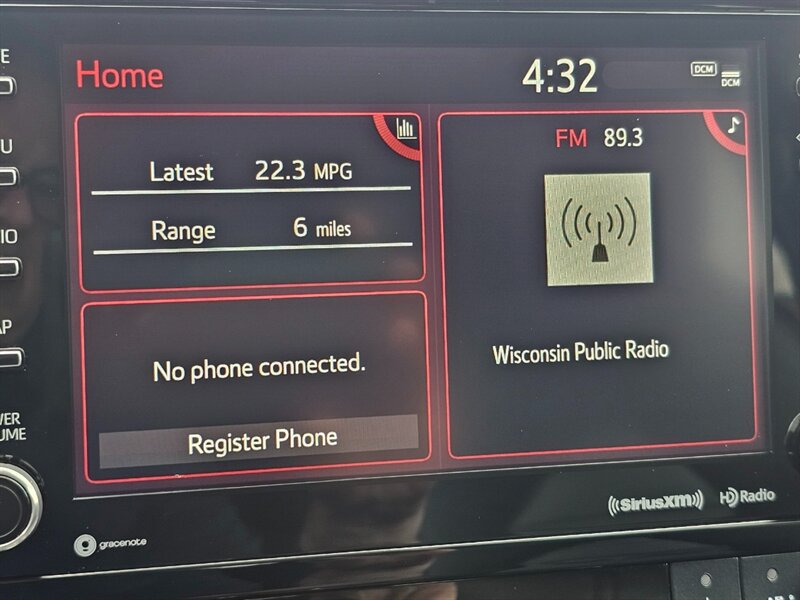 Home
4:32
DCM
DCM
Latest 22.3 MPG
Range 6 miles
No phone connected.
Register Phone
FM 89.3
Wisconsin Public Radio
SiriusXM
HD Radio
gracenote